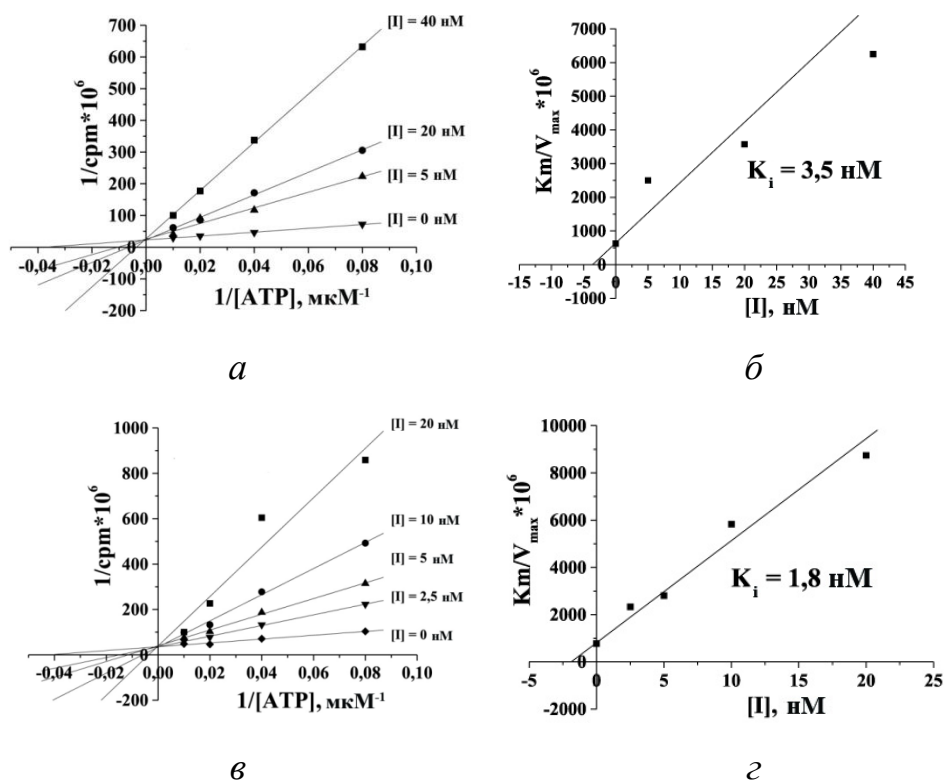 700
600
500
400
300
200
100
0
-100
-200
1/cpm*10⁶
-0,04 -0,02 0,00 0,02 0,04 0,06 0,08 0,10
1/[ATP], мкМ⁻¹
[I] = 40 нМ
[I] = 20 нМ
[I] = 5 нМ
[I] = 0 нМ
а
7000
6000
5000
4000
3000
2000
1000
0
-1000
Km/Vmax*10⁶
-15 -10 -5 0 5 10 15 20 25 30 35 40 45
[I], нМ
Kᵢ = 3,5 нМ
б
1000
800
600
400
200
0
-200
1/cpm*10⁶
-0,04 -0,02 0,00 0,02 0,04 0,06 0,08 0,10
1/[ATP], мкМ⁻¹
[I] = 20 нМ
[I] = 10 нМ
[I] = 5 нМ
[I] = 2,5 нМ
[I] = 0 нМ
в
10000
8000
6000
4000
2000
0
-2000
Km/Vmax*10⁶
-5 0 5 10 15 20 25
[I], нМ
Kᵢ = 1,8 нМ
г